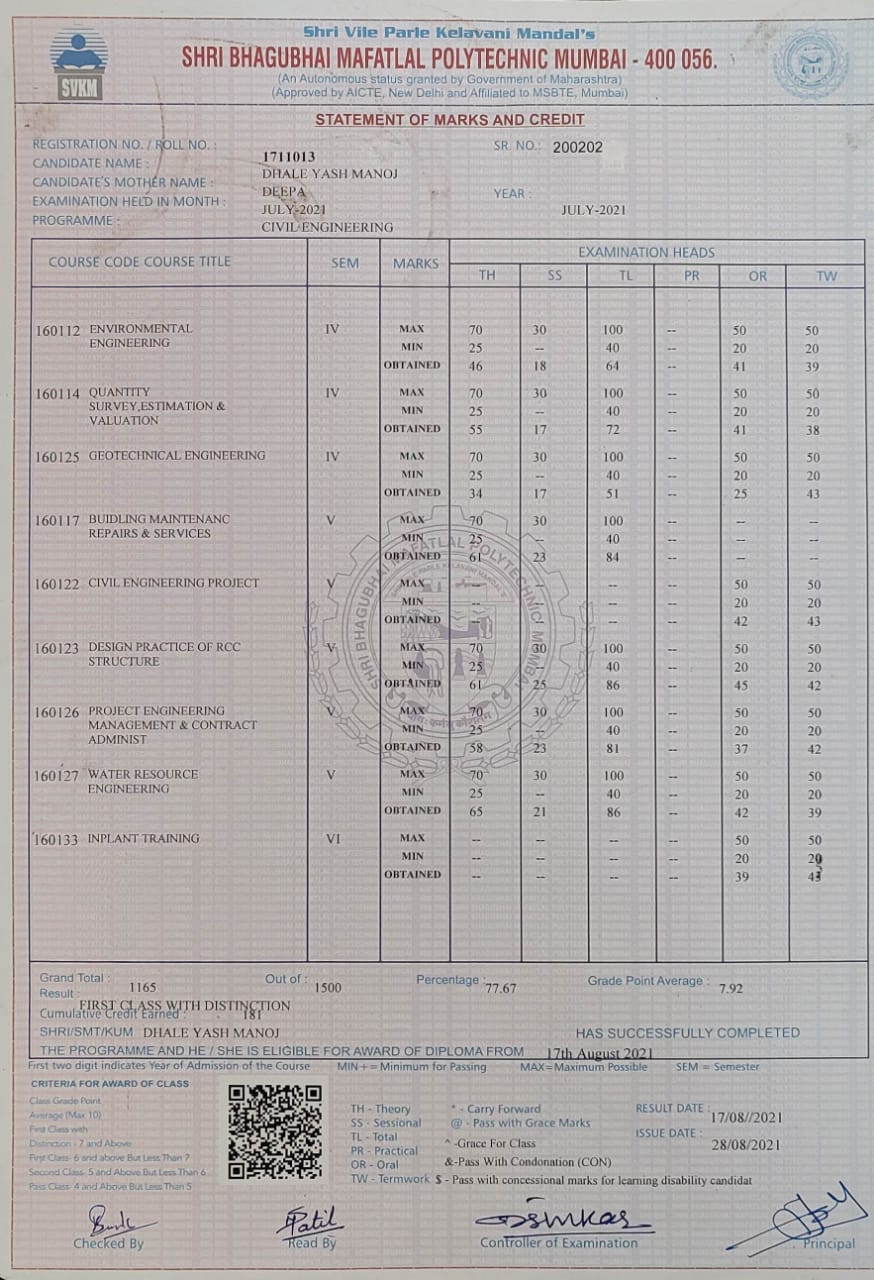 Shri Vile Parle Kelavani Mandal's
SHRI BHAGUBHAI MAFATLAL POLYTECHNIC MUMBAI - 400 056.
(An Autonomous status granted by Government of Maharashtra)
(Approved by AICTE, New Delhi and Affiliated to MSBTE, Mumbai)
SVKM
STATEMENT OF MARKS AND CREDIT
REGISTRATION NO. / ROLL NO. : 1711013 SR. NO.: 200202
CANDIDATE NAME : DHALE YASH MANOJ
CANDIDATE'S MOTHER NAME : DEEPA YEAR :
EXAMINATION HELD IN MONTH : JULY-2021 JULY-2021
PROGRAMME : CIVIL ENGINEERING
COURSE CODE COURSE TITLE SEM MARKS EXAMINATION HEADS
TH SS TL PR OR TW
160112 ENVIRONMENTAL IV MAX 70 30 100 -- 50 50
ENGINEERING MIN 25 -- 40 -- 20 20
OBTAINED 46 18 64 -- 41 39
160114 QUANTITY IV MAX 70 30 100 -- 50 50
SURVEY,ESTIMATION & MIN 25 -- 40 -- 20 20
VALUATION OBTAINED 55 17 72 -- 41 38
160125 GEOTECHNICAL ENGINEERING IV MAX 70 30 100 -- 50 50
MIN 25 -- 40 -- 20 20
OBTAINED 34 17 51 -- 25 43
160117 BUIDLING MAINTENANC V MAX 70 30 100 -- -- --
REPAIRS & SERVICES MIN 25 -- 40 -- -- --
OBTAINED 61 23 84 -- -- --
160122 CIVIL ENGINEERING PROJECT V MAX -- -- -- -- 50 50
MIN -- -- -- -- 20 20
OBTAINED -- -- -- -- 42 43
160123 DESIGN PRACTICE OF RCC V MAX 70 30 100 -- 50 50
STRUCTURE MIN 25 -- 40 -- 20 20
OBTAINED 61 25 86 -- 45 42
160126 PROJECT ENGINEERING V MAX 70 30 100 -- 50 50
MANAGEMENT & CONTRACT MIN 25 -- 40 -- 20 20
ADMINIST OBTAINED 58 23 81 -- 37 42
160127 WATER RESOURCE V MAX 70 30 100 -- 50 50
ENGINEERING MIN 25 -- 40 -- 20 20
OBTAINED 65 21 86 -- 42 39
160133 INPLANT TRAINING VI MAX -- -- -- -- 50 50
MIN -- -- -- -- 20 20
OBTAINED -- -- -- -- 39 43
SHRI BHAGUBHAI MAFATLAL POLYTECHNIC MUMBAI
योगः कर्मसु कौशलम्
Grand Total : 1165 Out of : 1500 Percentage : 77.67 Grade Point Average : 7.92
Result : FIRST CLASS WITH DISTINCTION
Cumulative Credit Earned : 181
SHRI/SMT/KUM DHALE YASH MANOJ HAS SUCCESSFULLY COMPLETED
THE PROGRAMME AND HE / SHE IS ELIGIBLE FOR AWARD OF DIPLOMA FROM 17th August 2021
First two digit indicates Year of Admission of the Course MIN+ = Minimum for Passing MAX=Maximum Possible SEM = Semester
CRITERIA FOR AWARD OF CLASS
Class Grade Point
Average (Max 10)
First Class with
Distinction - 7 and Above
First Class- 6 and above But Less Than 7
Second Class- 5 and Above But Less Than 6
Pass Class- 4 and Above But Less Than 5
TH - Theory * - Carry Forward RESULT DATE : 17/08//2021
SS - Sessional @ - Pass with Grace Marks
TL - Total ^ -Grace For Class ISSUE DATE : 28/08/2021
PR - Practical
OR - Oral &-Pass With Condonation (CON)
TW - Termwork $ - Pass with concessional marks for learning disability candidat
Patil
Checked By Read By Controller of Examination Principal